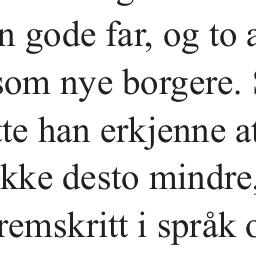 n gode far, og to a
som nye borgere. S
tte han erkjenne at
kke desto mindre,
remskritt i språk o